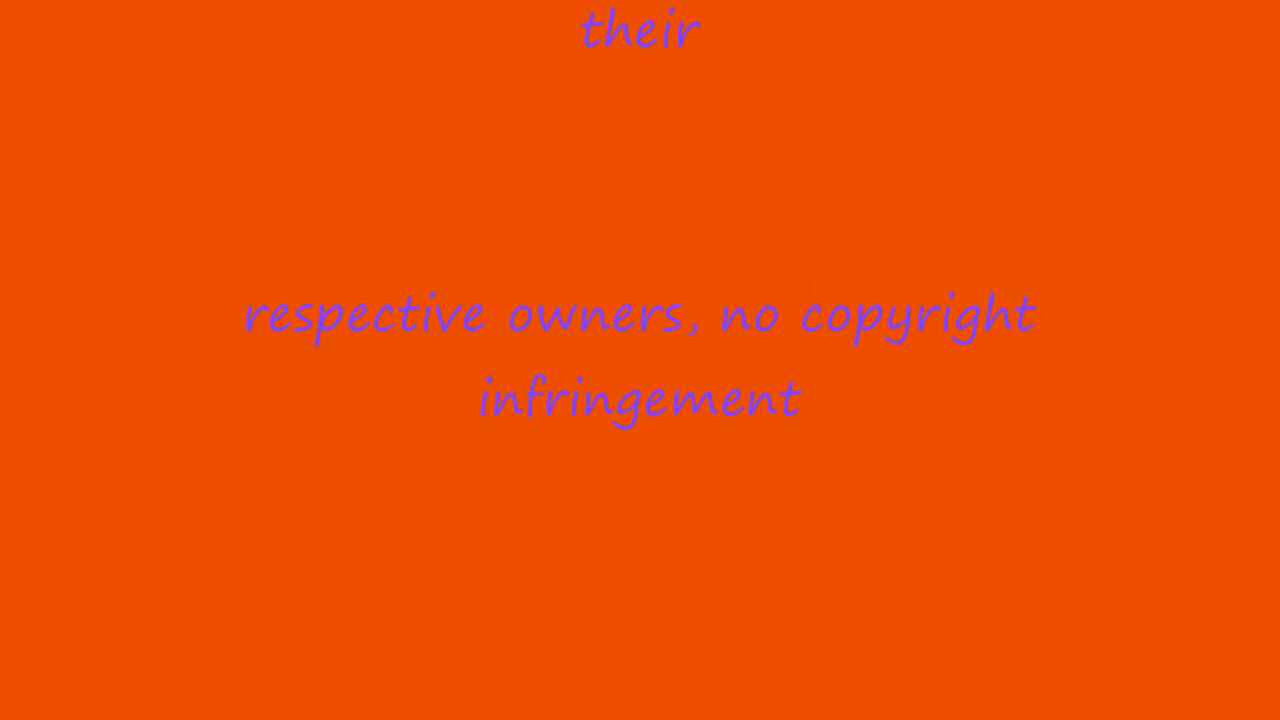 their
respective owners, no copyright
infringement